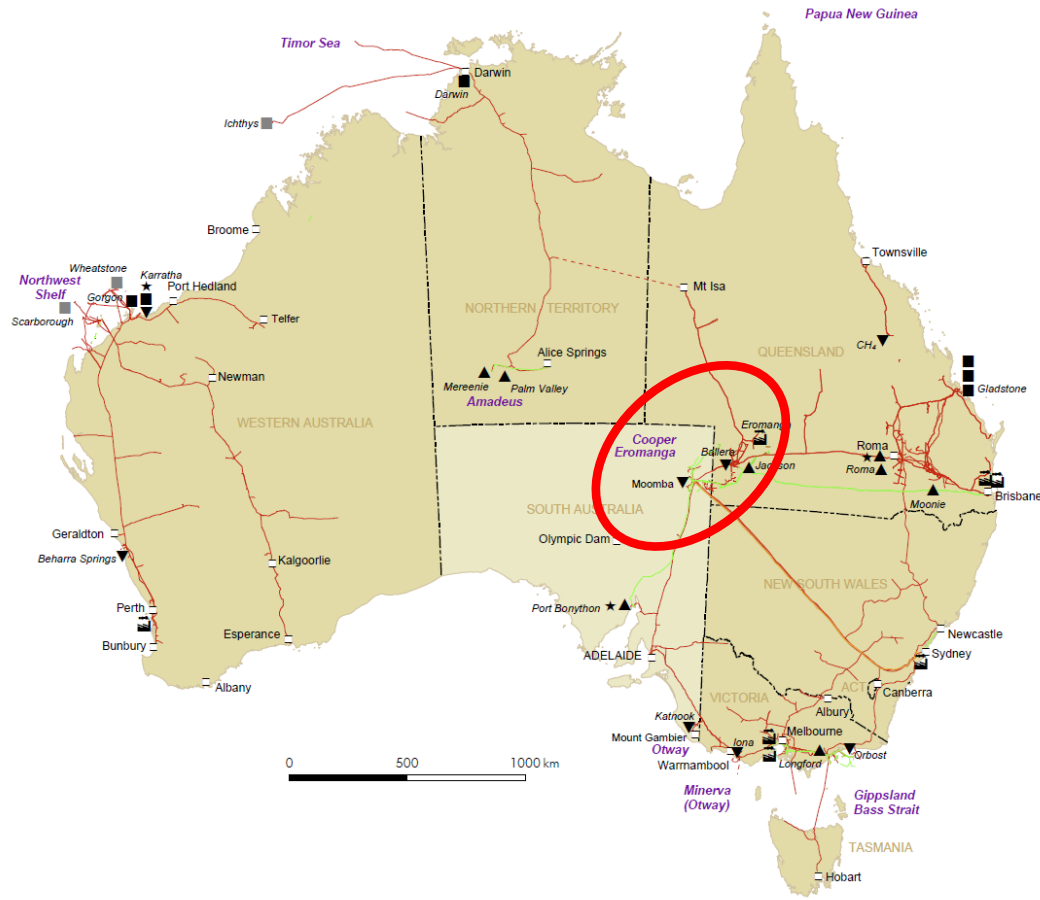 Papua New Guinea
Timor Sea
Darwin
Darwin
Ichthys
Broome
Townsville
Wheatstone
Karratha
Northwest
Shelf
Gorgon
Port Hedland
Mt Isa
Scarborough
Telfer
NORTHERN TERRITORY
CH₄
QUEENSLAND
Alice Springs
Newman
Mereenie
Palm Valley
Gladstone
Amadeus
WESTERN AUSTRALIA
Eromanga
Cooper
Eromanga
Ballera
Roma
Jackson
Roma
Moomba
Moonie
Brisbane
SOUTH AUSTRALIA
Geraldton
Olympic Dam
Beharra Springs
Kalgoorlie
NEW SOUTH WALES
Perth
Port Bonython
Newcastle
Bunbury
Esperance
Sydney
ADELAIDE
Albany
Canberra
VICTORIA
ACT
Albury
Katnook
Mount Gambier
Iona
Melbourne
Otway
Warrnambool
Longford
Orbost
0 500 1000 km
Minerva
(Otway)
Gippsland
Bass Strait
TASMANIA
Hobart